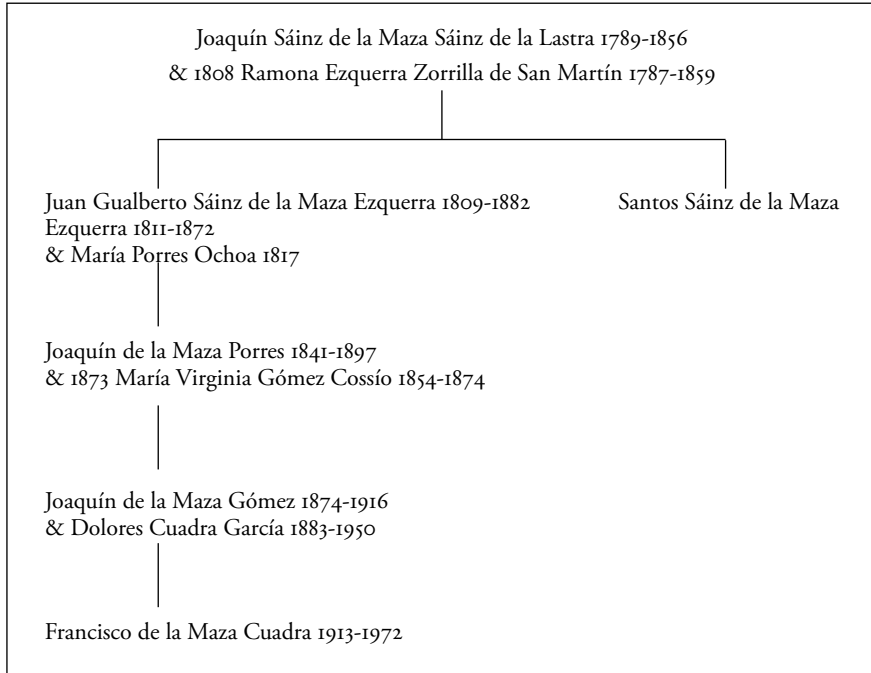 Joaquín Sáinz de la Maza Sáinz de la Lastra 1789-1856
& 1808 Ramona Ezquerra Zorrilla de San Martín 1787-1859
Juan Gualberto Sáinz de la Maza Ezquerra 1809-1882
Santos Sáinz de la Maza
Ezquerra 1811-1872
& María Porres Ochoa 1817
Joaquín de la Maza Porres 1841-1897
& 1873 María Virginia Gómez Cossío 1854-1874
Joaquín de la Maza Gómez 1874-1916
& Dolores Cuadra García 1883-1950
Francisco de la Maza Cuadra 1913-1972